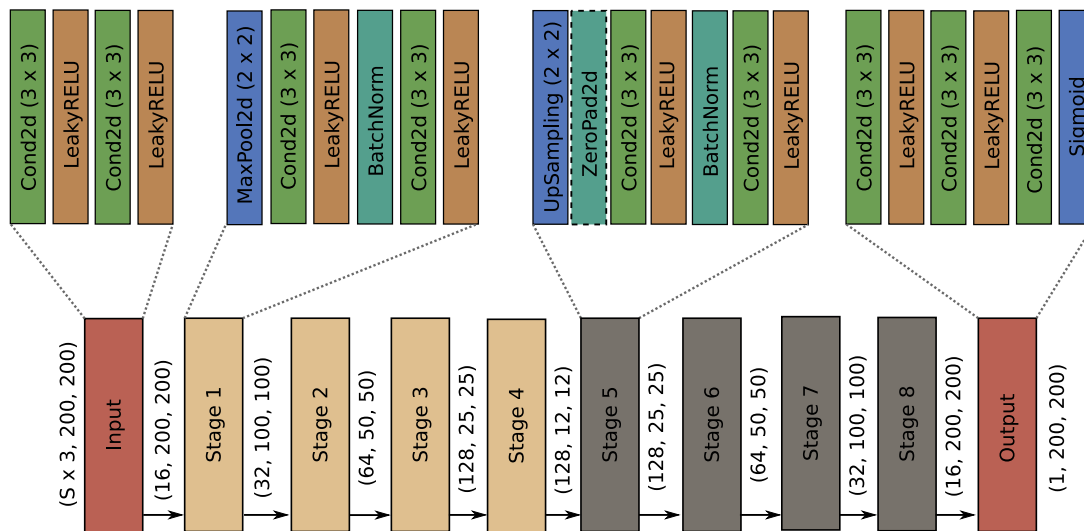 Cond2d (3 x 3)
LeakyRELU
Cond2d (3 x 3)
LeakyRELU
MaxPool2d (2 x 2)
Cond2d (3 x 3)
LeakyRELU
BatchNorm
Cond2d (3 x 3)
LeakyRELU
UpSampling (2 x 2)
ZeroPad2d
Cond2d (3 x 3)
LeakyRELU
BatchNorm
Cond2d (3 x 3)
LeakyRELU
Cond2d (3 x 3)
LeakyRELU
Cond2d (3 x 3)
LeakyRELU
Cond2d (3 x 3)
Sigmoid
(S x 3, 200, 200)
Input
(16, 200, 200)
Stage 1
(32, 100, 100)
Stage 2
(64, 50, 50)
Stage 3
(128, 25, 25)
Stage 4
(128, 12, 12)
Stage 5
(128, 25, 25)
Stage 6
(64, 50, 50)
Stage 7
(32, 100, 100)
Stage 8
(16, 200, 200)
Output
(1, 200, 200)